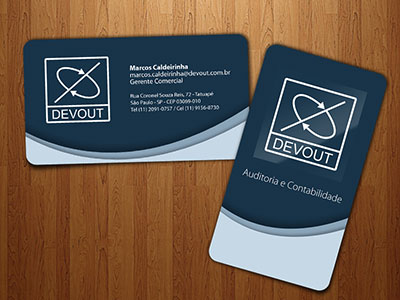 DEVOUT
Marcos Caldeirinha
marcos.caldeirinha@devout.com.br
Gerente Comercial
Rua Coronel Souza Reis, 72 - Tatuapé
São Paulo - SP - CEP 03099-010
Tel (11) 2091-0757 / Cel (11) 9156-8730
DEVOUT
Auditoria e Contabilidade